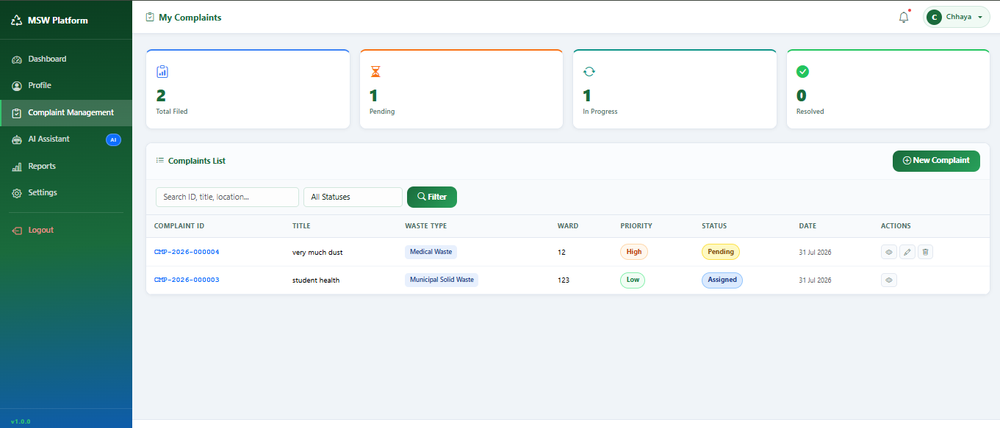 MSW Platform
My Complaints
C Chhaya
Dashboard
Profile
Complaint Management
AI Assistant AI
Reports
Settings
Logout
v1.0.0
2
Total Filed
1
Pending
1
In Progress
0
Resolved
Complaints List
New Complaint
Search ID, title, location...
All Statuses
Filter
COMPLAINT ID TITLE WASTE TYPE WARD PRIORITY STATUS DATE ACTIONS
CMP-2026-000004 very much dust Medical Waste 12 High Pending 31 Jul 2026
CMP-2026-000003 student health Municipal Solid Waste 123 Low Assigned 31 Jul 2026